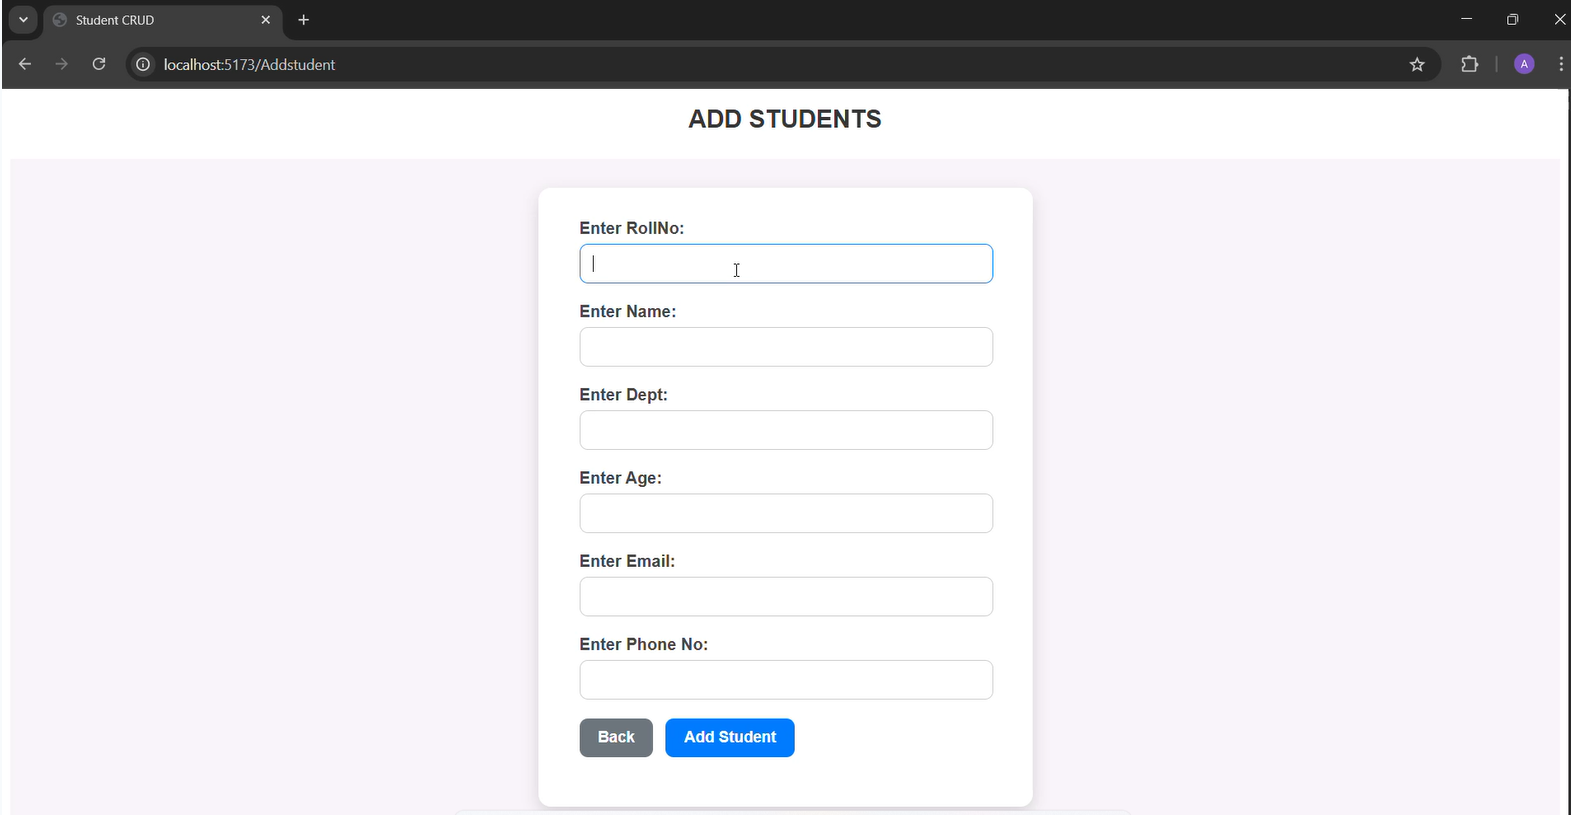 Student CRUD
localhost:5173/Addstudent
A
ADD STUDENTS
Enter RollNo:
Enter Name:
Enter Dept:
Enter Age:
Enter Email:
Enter Phone No:
Back Add Student